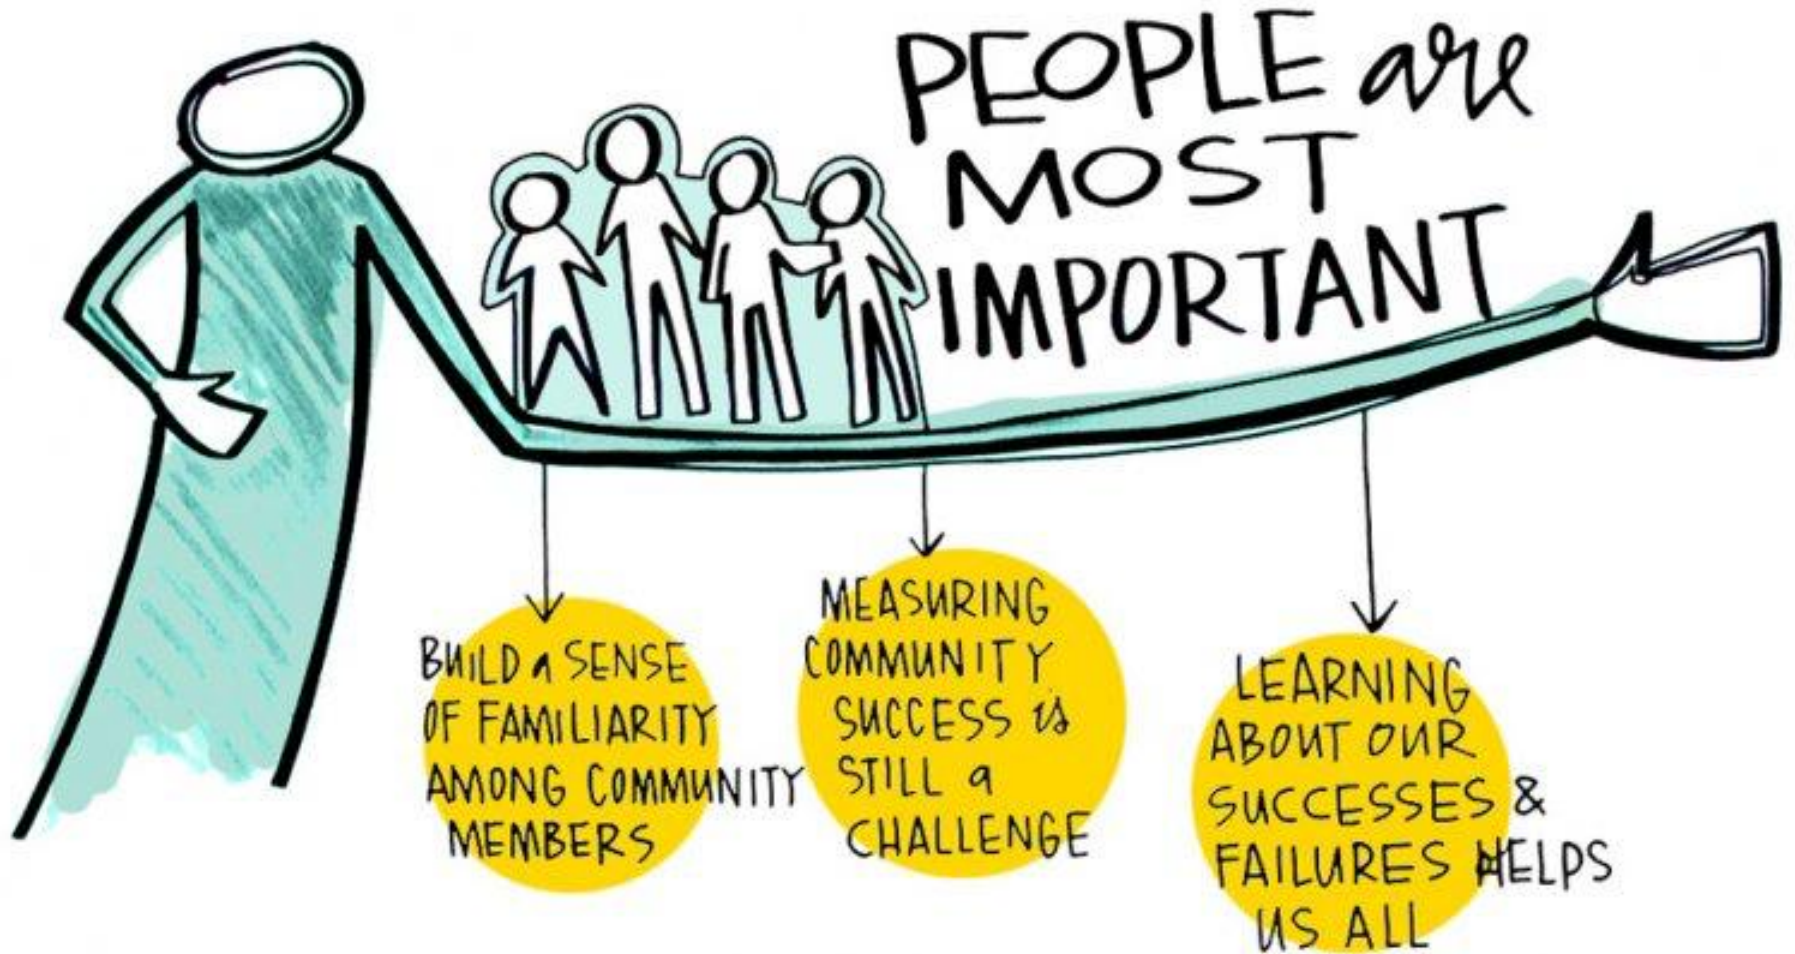 PEOPLE are
MOST
IMPORTANT
BUILD a SENSE
OF FAMILIARITY
AMONG COMMUNITY
MEMBERS
MEASURING
COMMUNITY
SUCCESS is
STILL a
CHALLENGE
LEARNING
ABOUT OUR
SUCCESSES &
FAILURES HELPS
US ALL